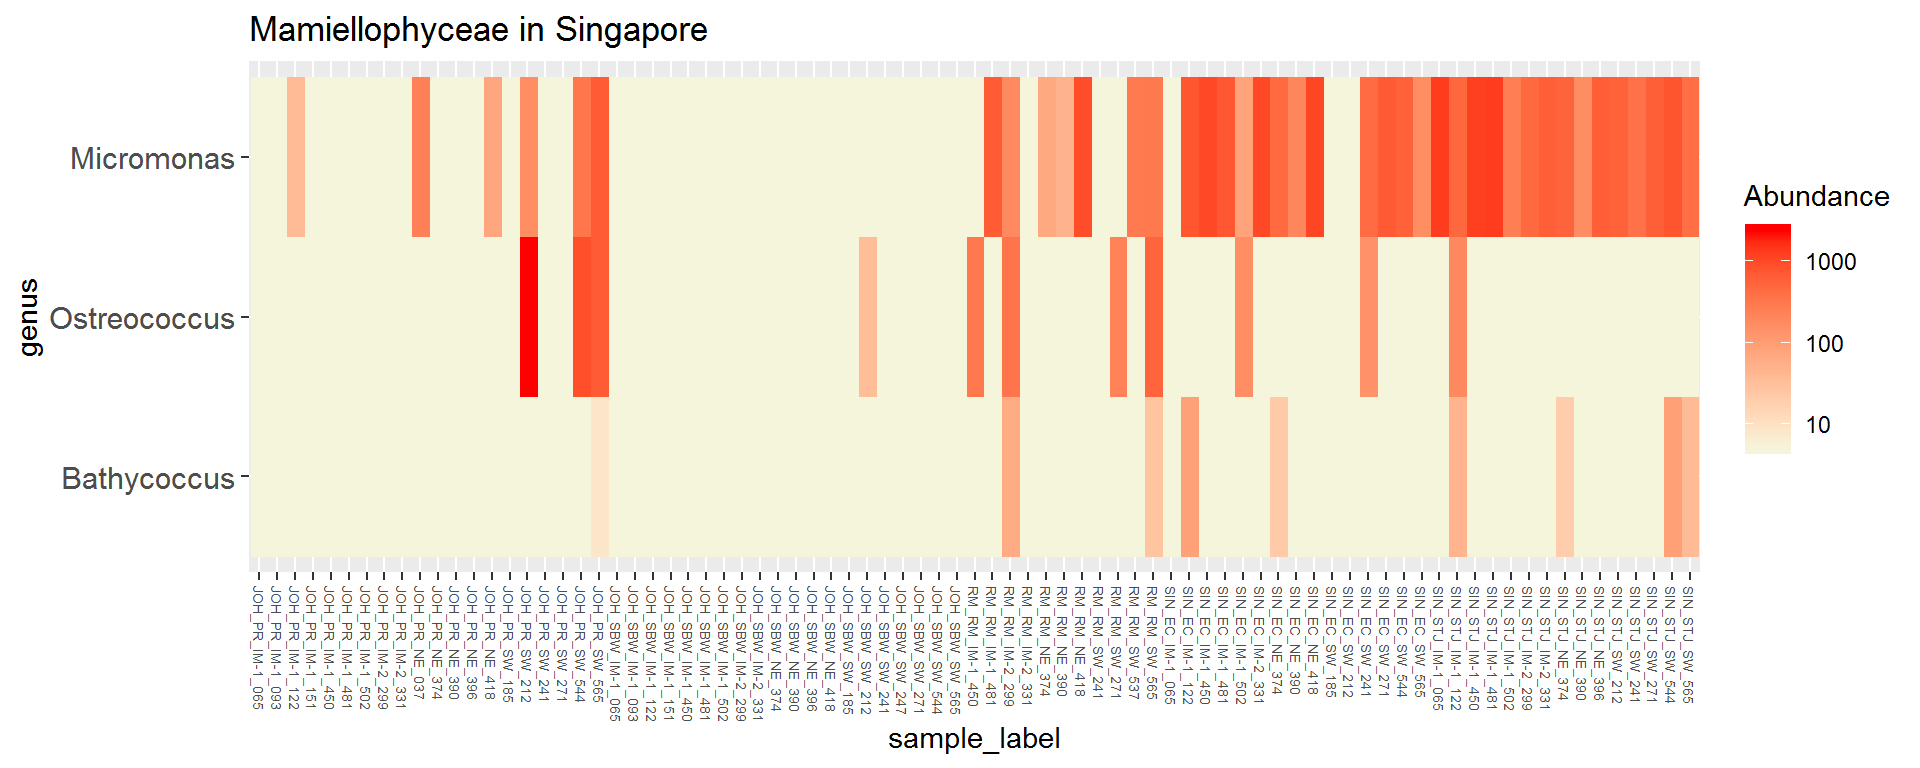 Mamiellophyceae in Singapore
Micromonas
Ostreococcus
Bathycoccus
genus
Abundance
1000
100
10
JOH_PR_IM-1_065
JOH_PR_IM-1_093
JOH_PR_IM-1_122
JOH_PR_IM-1_151
JOH_PR_IM-1_450
JOH_PR_IM-1_481
JOH_PR_IM-1_502
JOH_PR_IM-2_299
JOH_PR_IM-2_331
JOH_PR_NE_037
JOH_PR_NE_374
JOH_PR_NE_390
JOH_PR_NE_396
JOH_PR_NE_418
JOH_PR_SW_185
JOH_PR_SW_212
JOH_PR_SW_241
JOH_PR_SW_271
JOH_PR_SW_544
JOH_PR_SW_565
JOH_SBW_IM-1_065
JOH_SBW_IM-1_093
JOH_SBW_IM-1_122
JOH_SBW_IM-1_151
JOH_SBW_IM-1_450
JOH_SBW_IM-1_481
JOH_SBW_IM-1_502
JOH_SBW_IM-2_299
JOH_SBW_IM-2_331
JOH_SBW_NE_374
JOH_SBW_NE_390
JOH_SBW_NE_396
JOH_SBW_NE_418
JOH_SBW_SW_185
JOH_SBW_SW_212
JOH_SBW_SW_241
JOH_SBW_SW_247
JOH_SBW_SW_271
JOH_SBW_SW_544
JOH_SBW_SW_565
RM_RM_IM-1_450
RM_RM_IM-1_481
RM_RM_IM-2_299
RM_RM_IM-2_331
RM_RM_NE_374
RM_RM_NE_390
RM_RM_NE_418
RM_RM_SW_241
RM_RM_SW_271
RM_RM_SW_537
RM_RM_SW_565
SIN_EC_IM-1_065
SIN_EC_IM-1_122
SIN_EC_IM-1_450
SIN_EC_IM-1_481
SIN_EC_IM-1_502
SIN_EC_IM-2_331
SIN_EC_NE_374
SIN_EC_NE_390
SIN_EC_NE_418
SIN_EC_SW_185
SIN_EC_SW_212
SIN_EC_SW_241
SIN_EC_SW_271
SIN_EC_SW_544
SIN_EC_SW_565
SIN_STJ_IM-1_065
SIN_STJ_IM-1_122
SIN_STJ_IM-1_450
SIN_STJ_IM-1_481
SIN_STJ_IM-1_502
SIN_STJ_IM-2_299
SIN_STJ_IM-2_331
SIN_STJ_NE_374
SIN_STJ_NE_390
SIN_STJ_NE_396
SIN_STJ_SW_212
SIN_STJ_SW_241
SIN_STJ_SW_271
SIN_STJ_SW_544
SIN_STJ_SW_565
sample_label